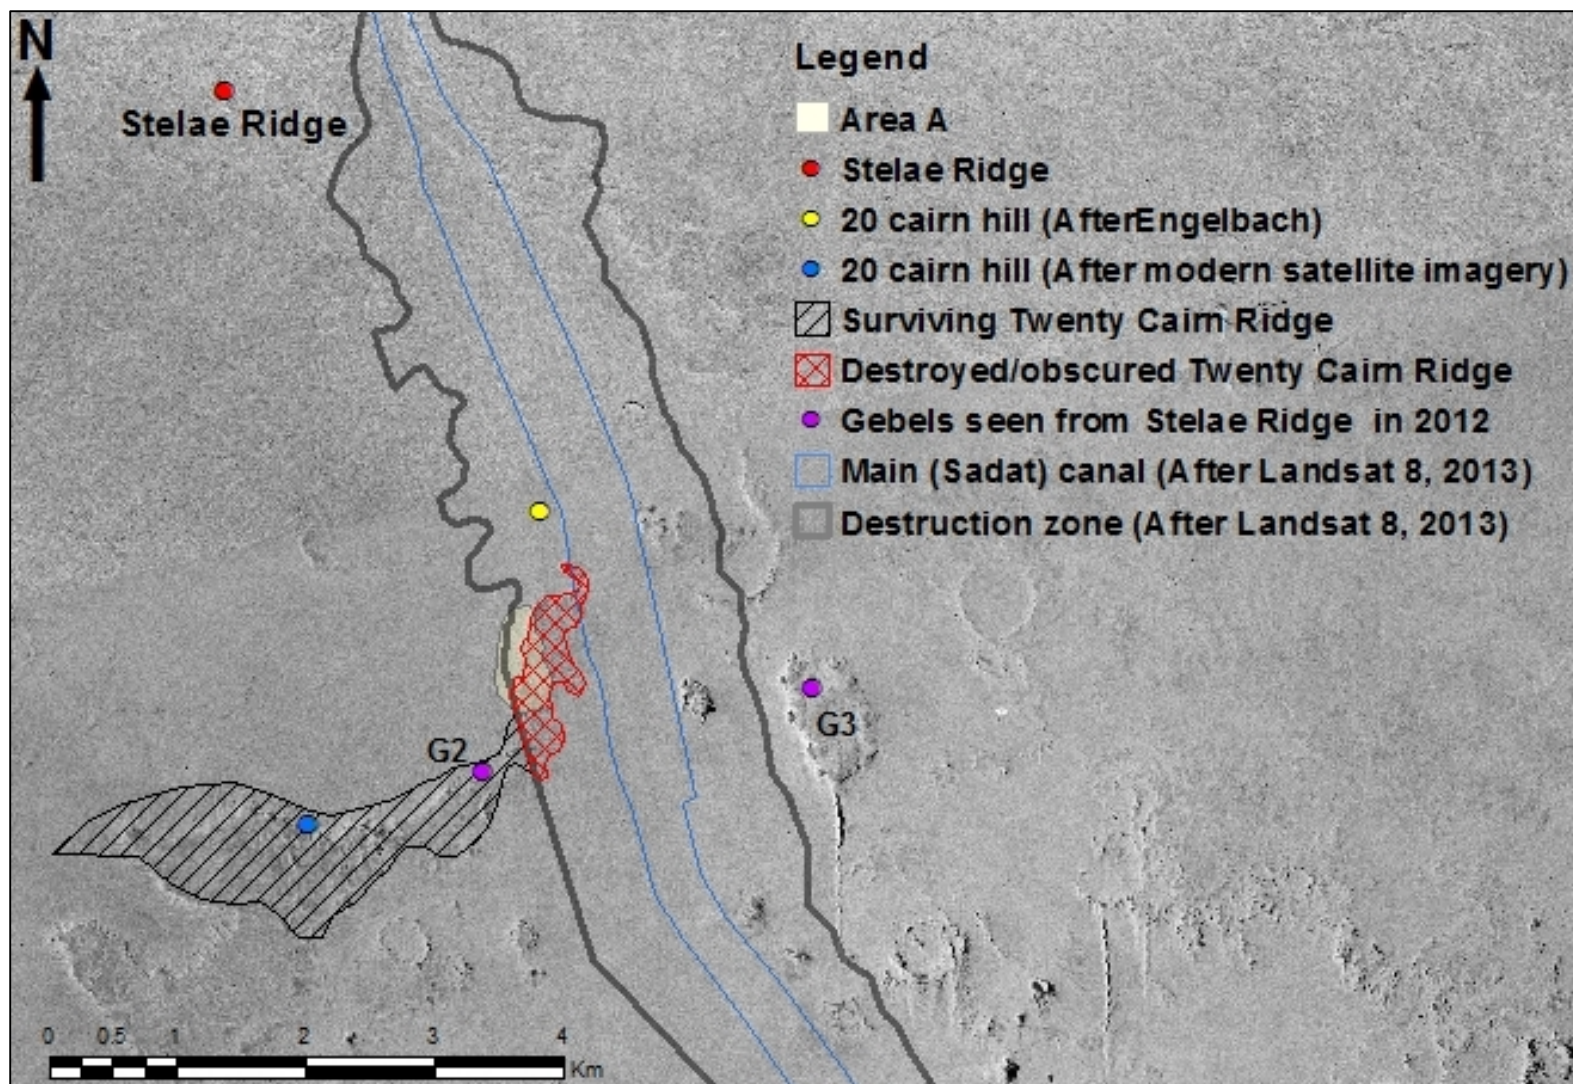 N
Stelae Ridge
Legend
Area A
Stelae Ridge
20 cairn hill (AfterEngelbach)
20 cairn hill (After modern satellite imagery)
Surviving Twenty Cairn Ridge
Destroyed/obscured Twenty Cairn Ridge
Gebels seen from Stelae Ridge in 2012
Main (Sadat) canal (After Landsat 8, 2013)
Destruction zone (After Landsat 8, 2013)
G3
G2
0 0.5 1 2 3 4
Km